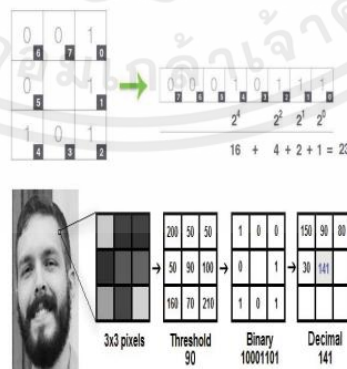 0 0 1
6 7 0
0 1
5 1
1 0 1
4 3 2
0 0 0 1 0 1 1 1
7 6 5 4 3 2 1 0
2⁴ 2² 2¹ 2⁰
16 + 4 + 2 + 1 = 23
200 50 50
50 90 100
160 70 210
1 0 0
0 1
1 0 1
150 90 80
30 141
3x3 pixels
Threshold
90
Binary
10001101
Decimal
141